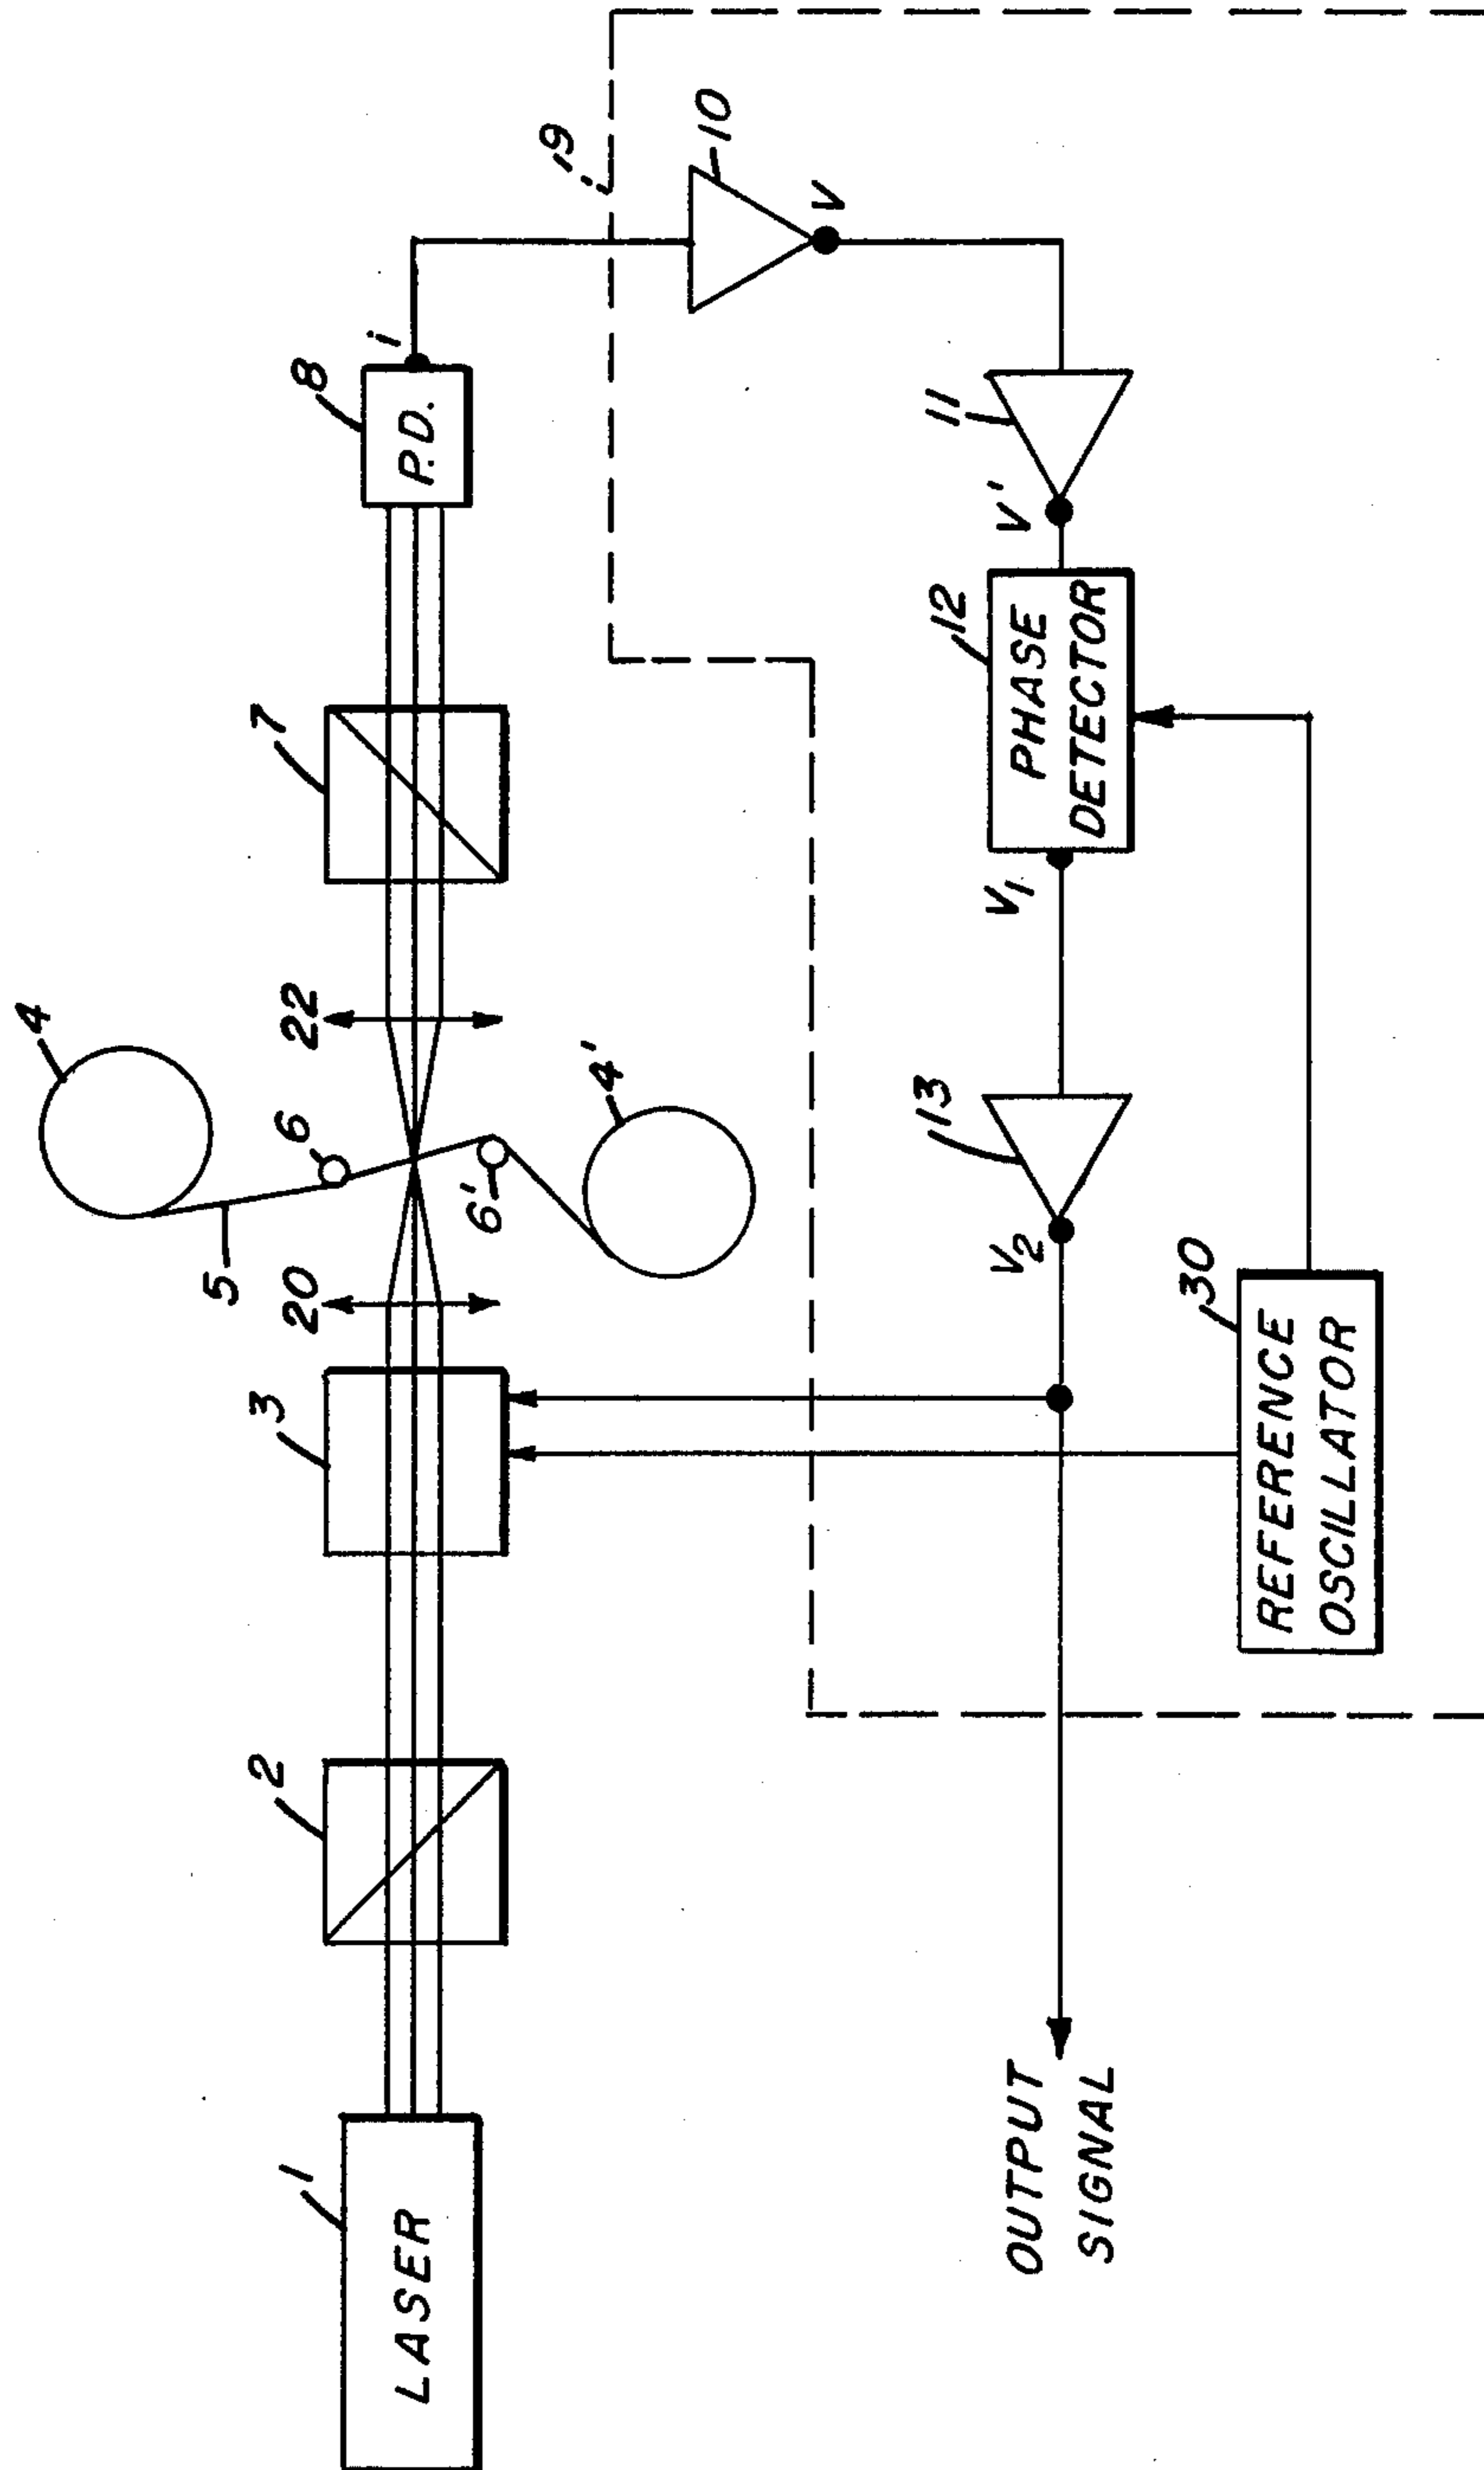 4
5
6
20
22
6'
4'
1
LASER
2
3
7
8
P.D.
i
19
10
V
11
V'
12
PHASE
DETECTOR
V1
13
V2
30
REFERENCE
OSCILLATOR
OUTPUT
SIGNAL